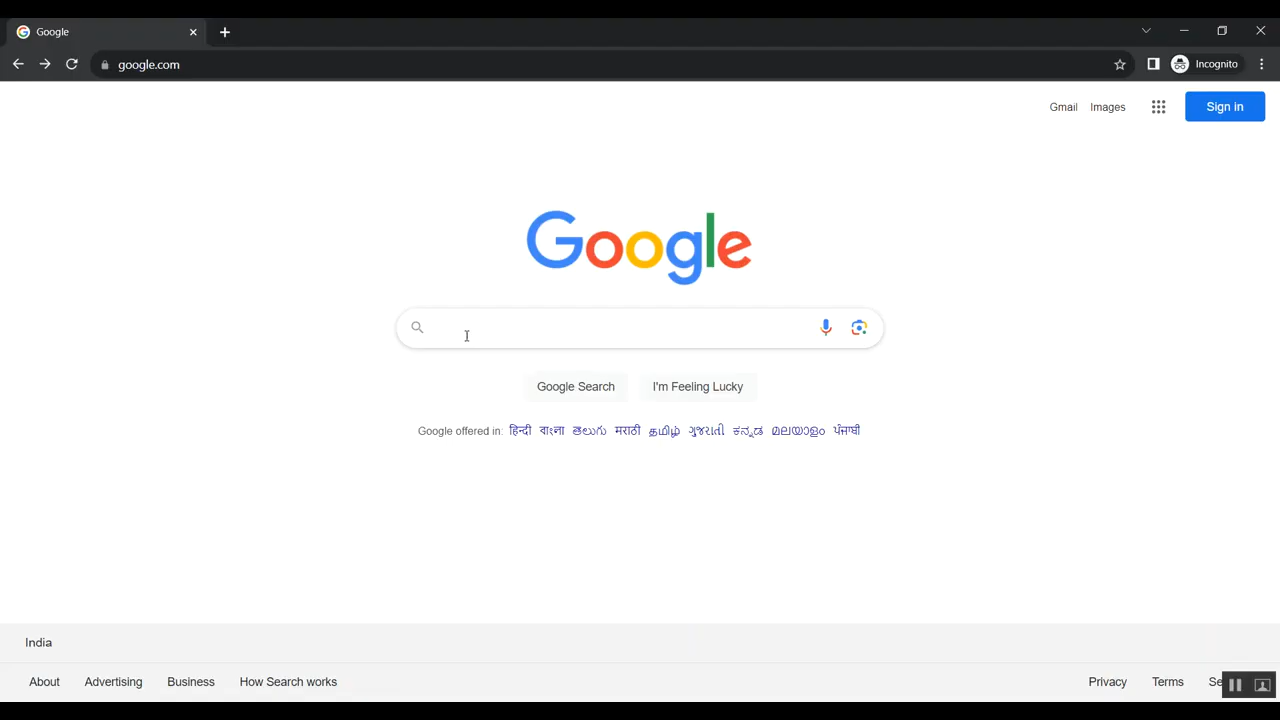 Google
google.com
Incognito
Gmail Images Sign in
Google
Google Search I'm Feeling Lucky
Google offered in: हिन्दी বাংলা తెలుగు मराठी தமிழ் ગુજરાતી ಕನ್ನಡ മലയാളം ਪੰਜਾਬੀ
India
About Advertising Business How Search works Privacy Terms